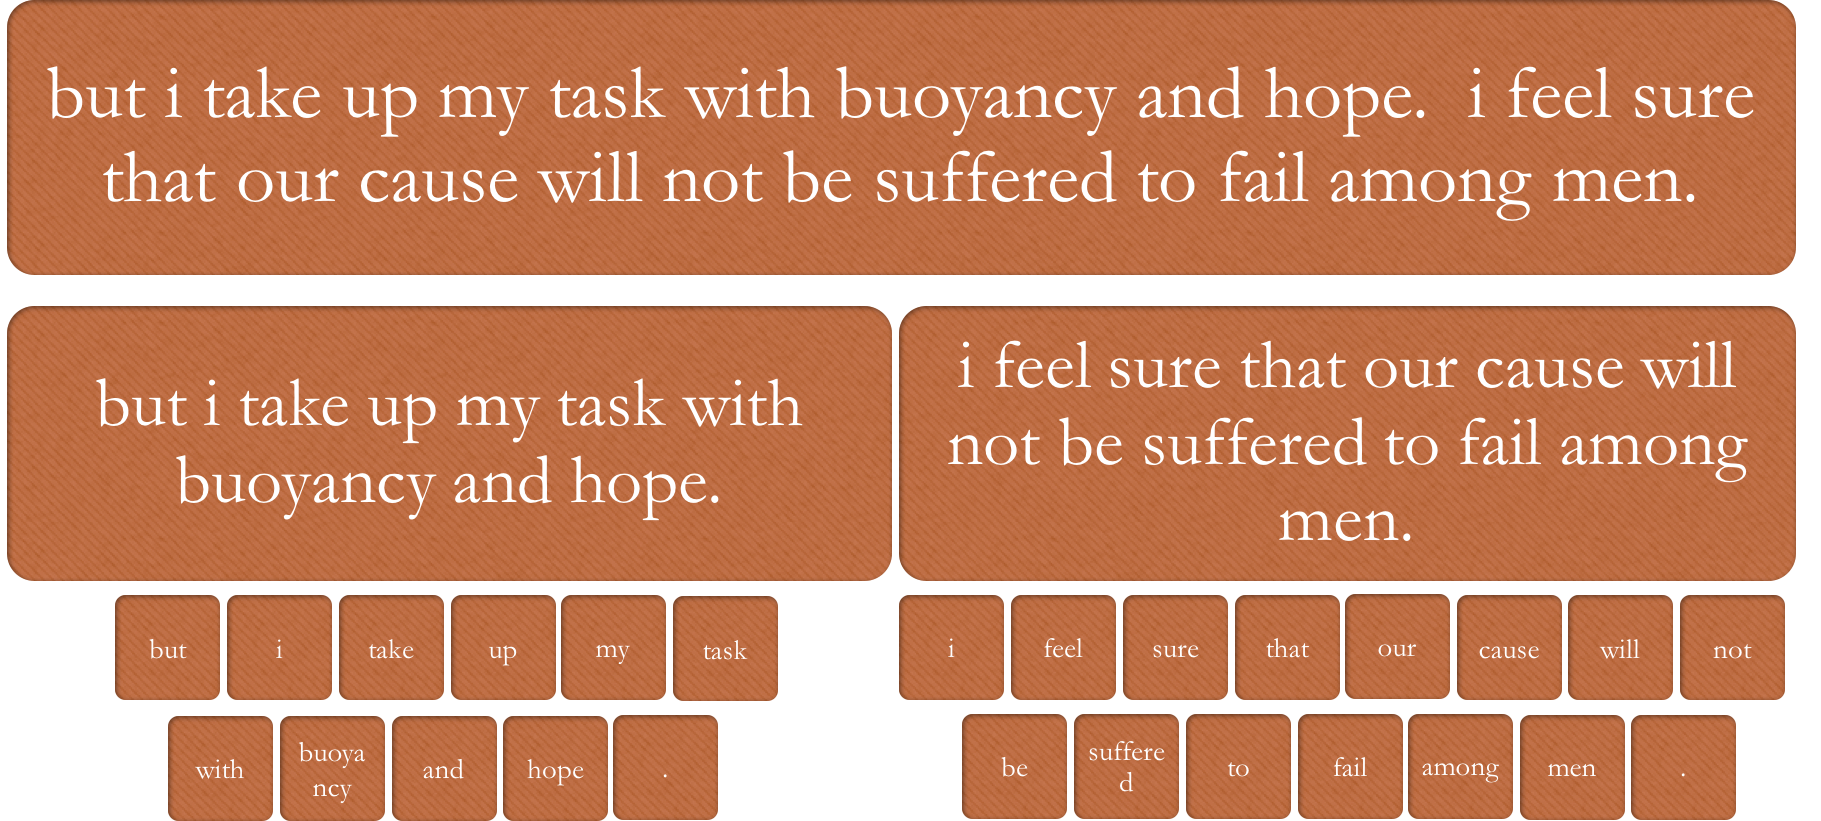 but i take up my task with buoyancy and hope.  i feel sure
that our cause will not be suffered to fail among men.
but i take up my task with
buoyancy and hope.
i feel sure that our cause will
not be suffered to fail among
men.
but i take up my task
with buoya
ncy and hope .
i feel sure that our cause will not
be suffere
d to fail among men .